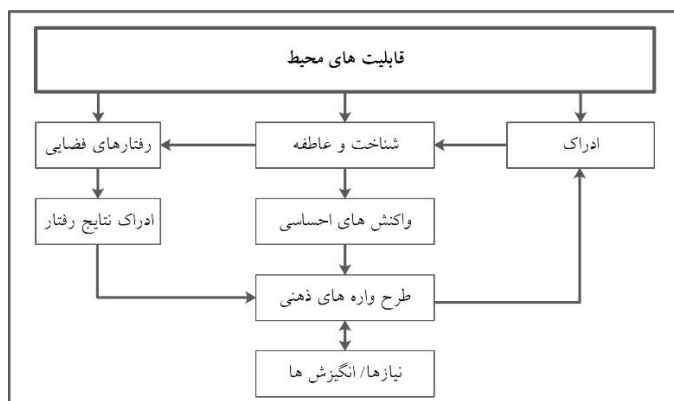 قابلیت های محیط
ادراک
شناخت و عاطفه
رفتارهای فضایی
واکنش های احساسی
ادراک نتایج رفتار
طرح واره های ذهنی
نیازها/ انگیزش ها